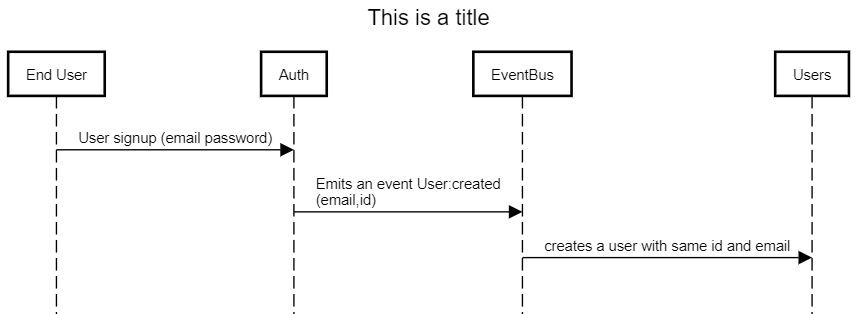 This is a title
End User
Auth
EventBus
Users
User signup (email password)
Emits an event User:created
(email,id)
creates a user with same id and email